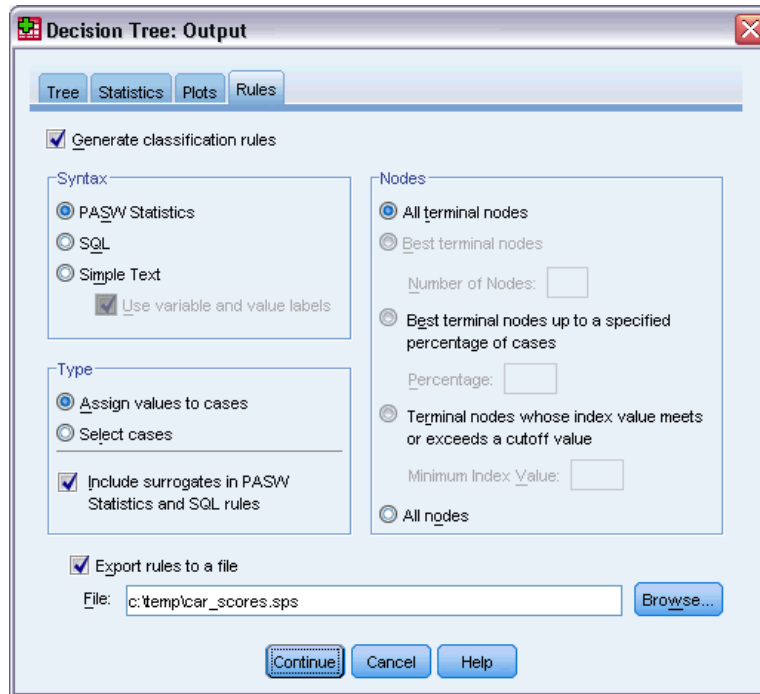 Decision Tree: Output
Tree
Statistics
Plots
Rules
Generate classification rules
Syntax
PASW Statistics
SQL
Simple Text
Use variable and value labels
Type
Assign values to cases
Select cases
Include surrogates in PASW
Statistics and SQL rules
Nodes
All terminal nodes
Best terminal nodes
Number of Nodes:
Best terminal nodes up to a specified
percentage of cases
Percentage:
Terminal nodes whose index value meets
or exceeds a cutoff value
Minimum Index Value:
All nodes
Export rules to a file
File:
c:\temp\car_scores.sps
Browse...
Continue
Cancel
Help